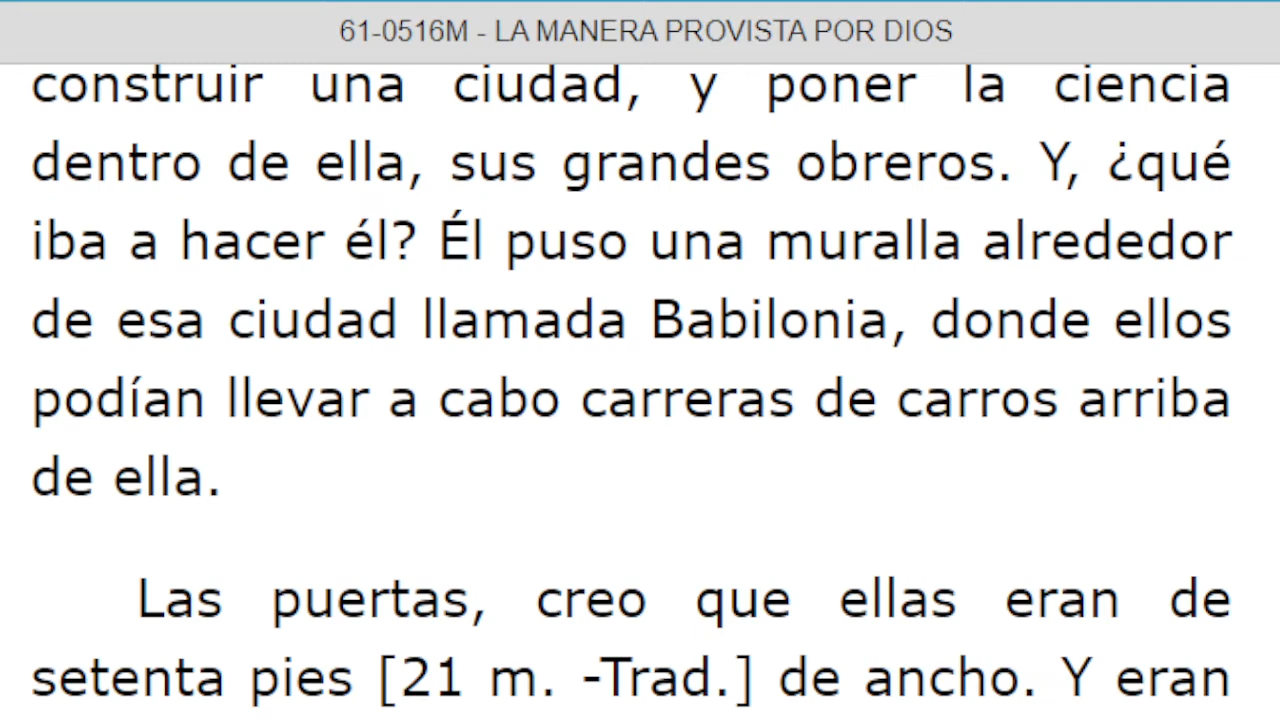 61-0516M - LA MANERA PROVISTA POR DIOS
construir una ciudad, y poner la ciencia
dentro de ella, sus grandes obreros. Y, ¿qué
iba a hacer él? Él puso una muralla alrededor
de esa ciudad llamada Babilonia, donde ellos
podían llevar a cabo carreras de carros arriba
de ella.
Las puertas, creo que ellas eran de
setenta pies [21 m. -Trad.] de ancho. Y eran